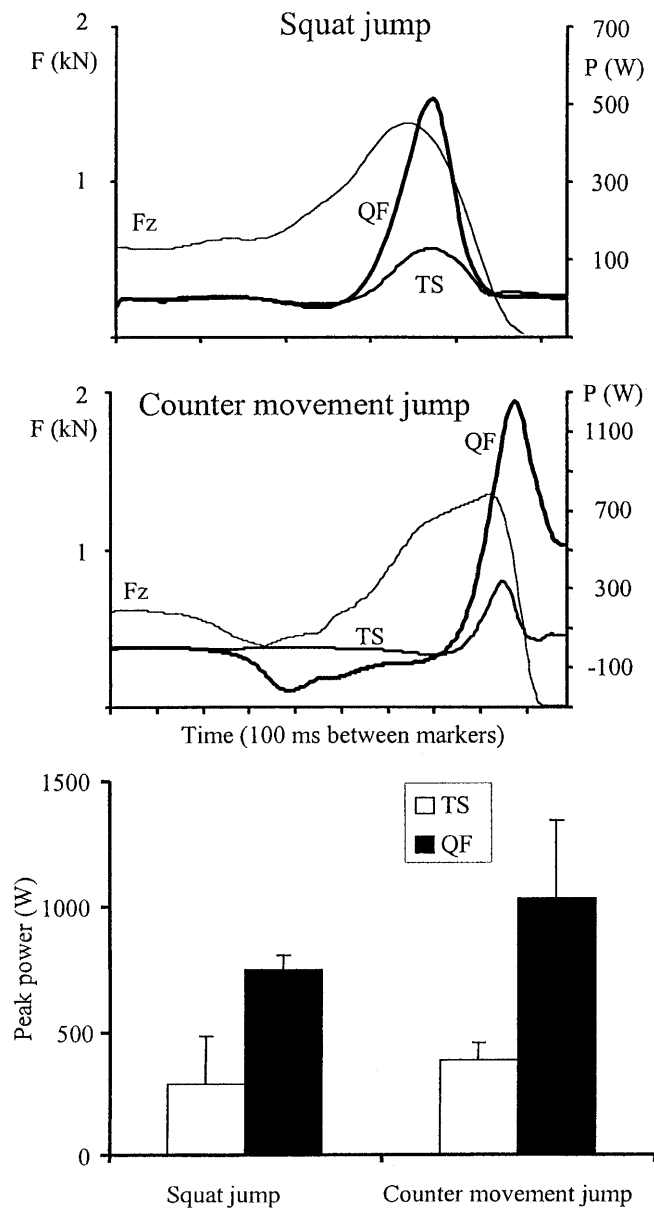 Squat jump
2
F (kN)
1
700
P (W)
500
300
100
Fz
QF
TS
Counter movement jump
2
F (kN)
1
P (W)
1100
700
300
-100
QF
Fz
TS
Time (100 ms between markers)
1500
1000
500
0
Peak power (W)
TS
QF
Squat jump
Counter movement jump